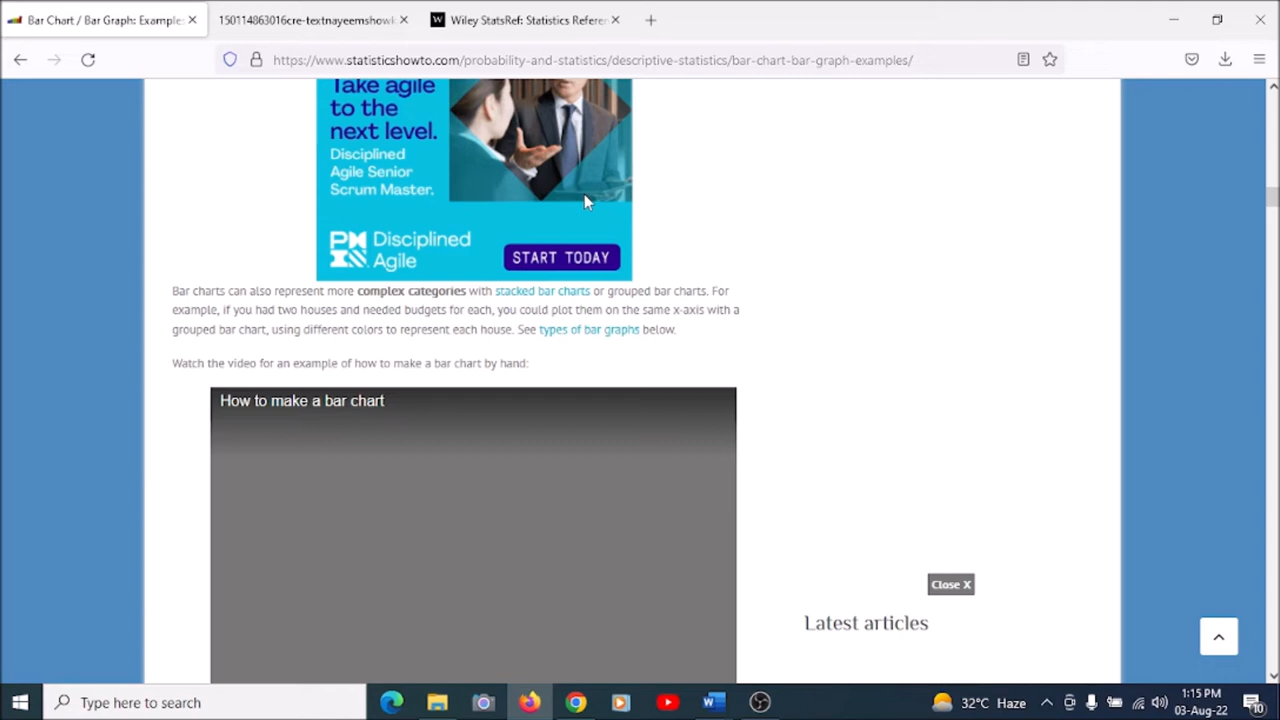 Bar Chart / Bar Graph: Examples
150114863016cre-textnayeemshowk
W Wiley StatsRef: Statistics Referen
https://www.statisticshowto.com/probability-and-statistics/descriptive-statistics/bar-chart-bar-graph-examples/
Take agile
to the
next level.
Disciplined
Agile Senior
Scrum Master.
Disciplined
Agile
START TODAY
Bar charts can also represent more complex categories with stacked bar charts or grouped bar charts. For
example, if you had two houses and needed budgets for each, you could plot them on the same x-axis with a
grouped bar chart, using different colors to represent each house. See types of bar graphs below.
Watch the video for an example of how to make a bar chart by hand:
How to make a bar chart
Close X
Latest articles
Type here to search
32°C Haze
1:15 PM
03-Aug-22
10